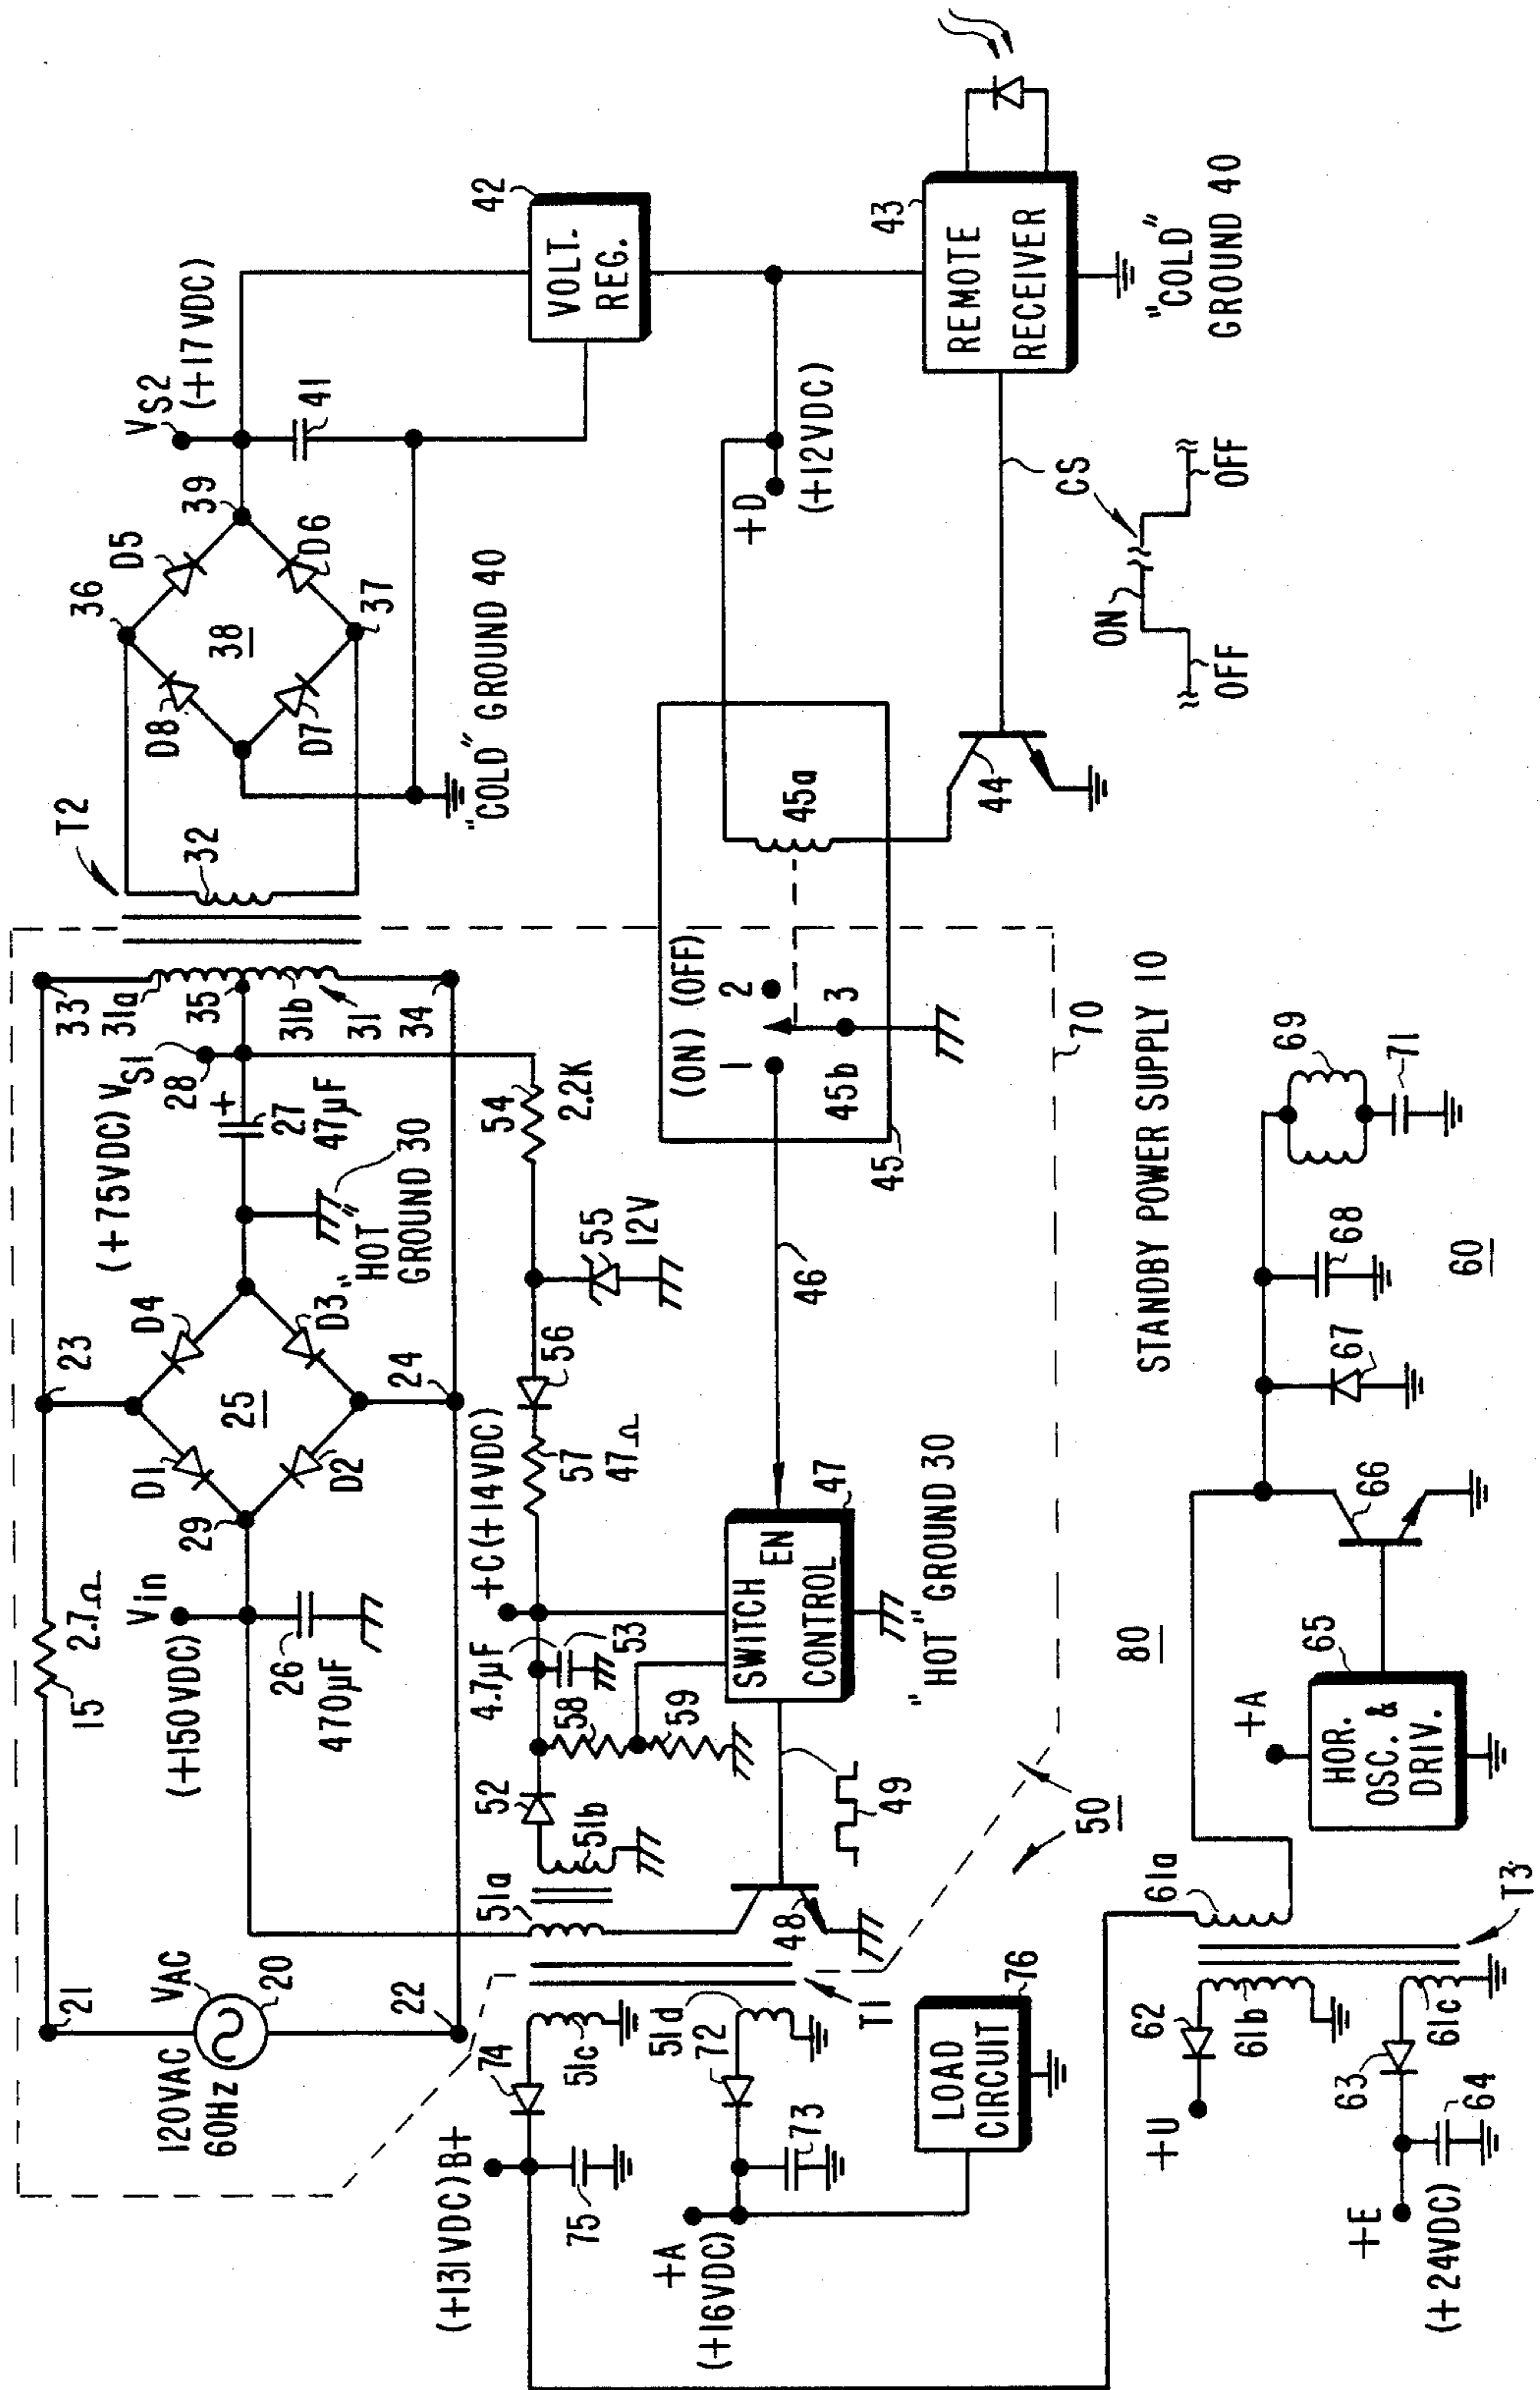 T2
36
D5
39
V S2
(+17 VDC)
41
42
VOLT.
REG.
38
D8
D7
D6
37
32
"COLD" GROUND 40
33
31a
35
31b
31
34
28
V S1
(+75VDC)
27
47µF
+
30
"HOT"
GROUND 30
23
D4
D3
25
D1
D2
24
29
15
2.7Ω
Vin
(+150VDC)
26
470µF
21
VAC
120VAC
60Hz
20
22
54
2.2K
55
12V
56
57
47Ω
+C(+14VDC)
4.7µF
53
58
59
52
51b
51a
SWITCH
EN
CONTROL
47
"HOT" GROUND 30
46
49
48
50
T1
(ON) (OFF)
1
2
3
45b
45a
45
70
+D
(+12VDC)
43
REMOTE
RECEIVER
"COLD"
GROUND 40
CS
44
ON
OFF
OFF
74
51c
(+131VDC)B+
75
51d
72
73
+A
(+16VDC)
LOAD
CIRCUIT
76
STANDBY POWER SUPPLY 10
80
60
+A
HOR.
OSC. &
DRIV.
65
66
67
68
69
71
61a
T3
62
61b
+U
63
61c
64
+E
(+24VDC)